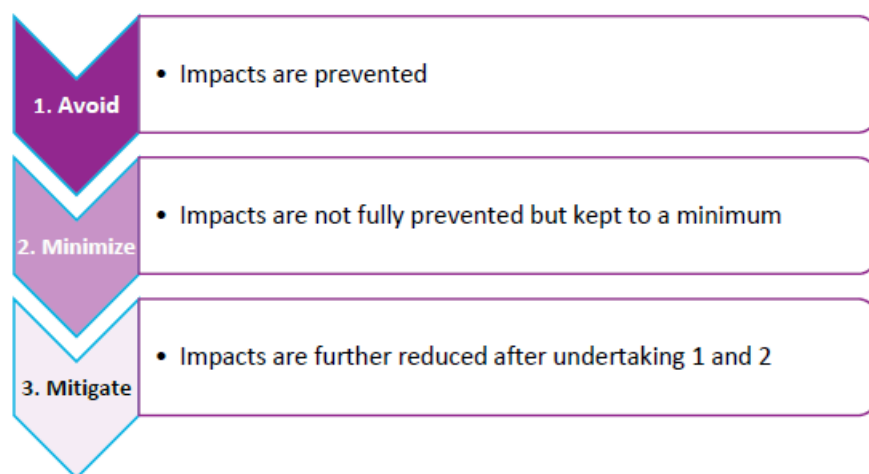 1. Avoid
• Impacts are prevented
2. Minimize
• Impacts are not fully prevented but kept to a minimum
3. Mitigate
• Impacts are further reduced after undertaking 1 and 2